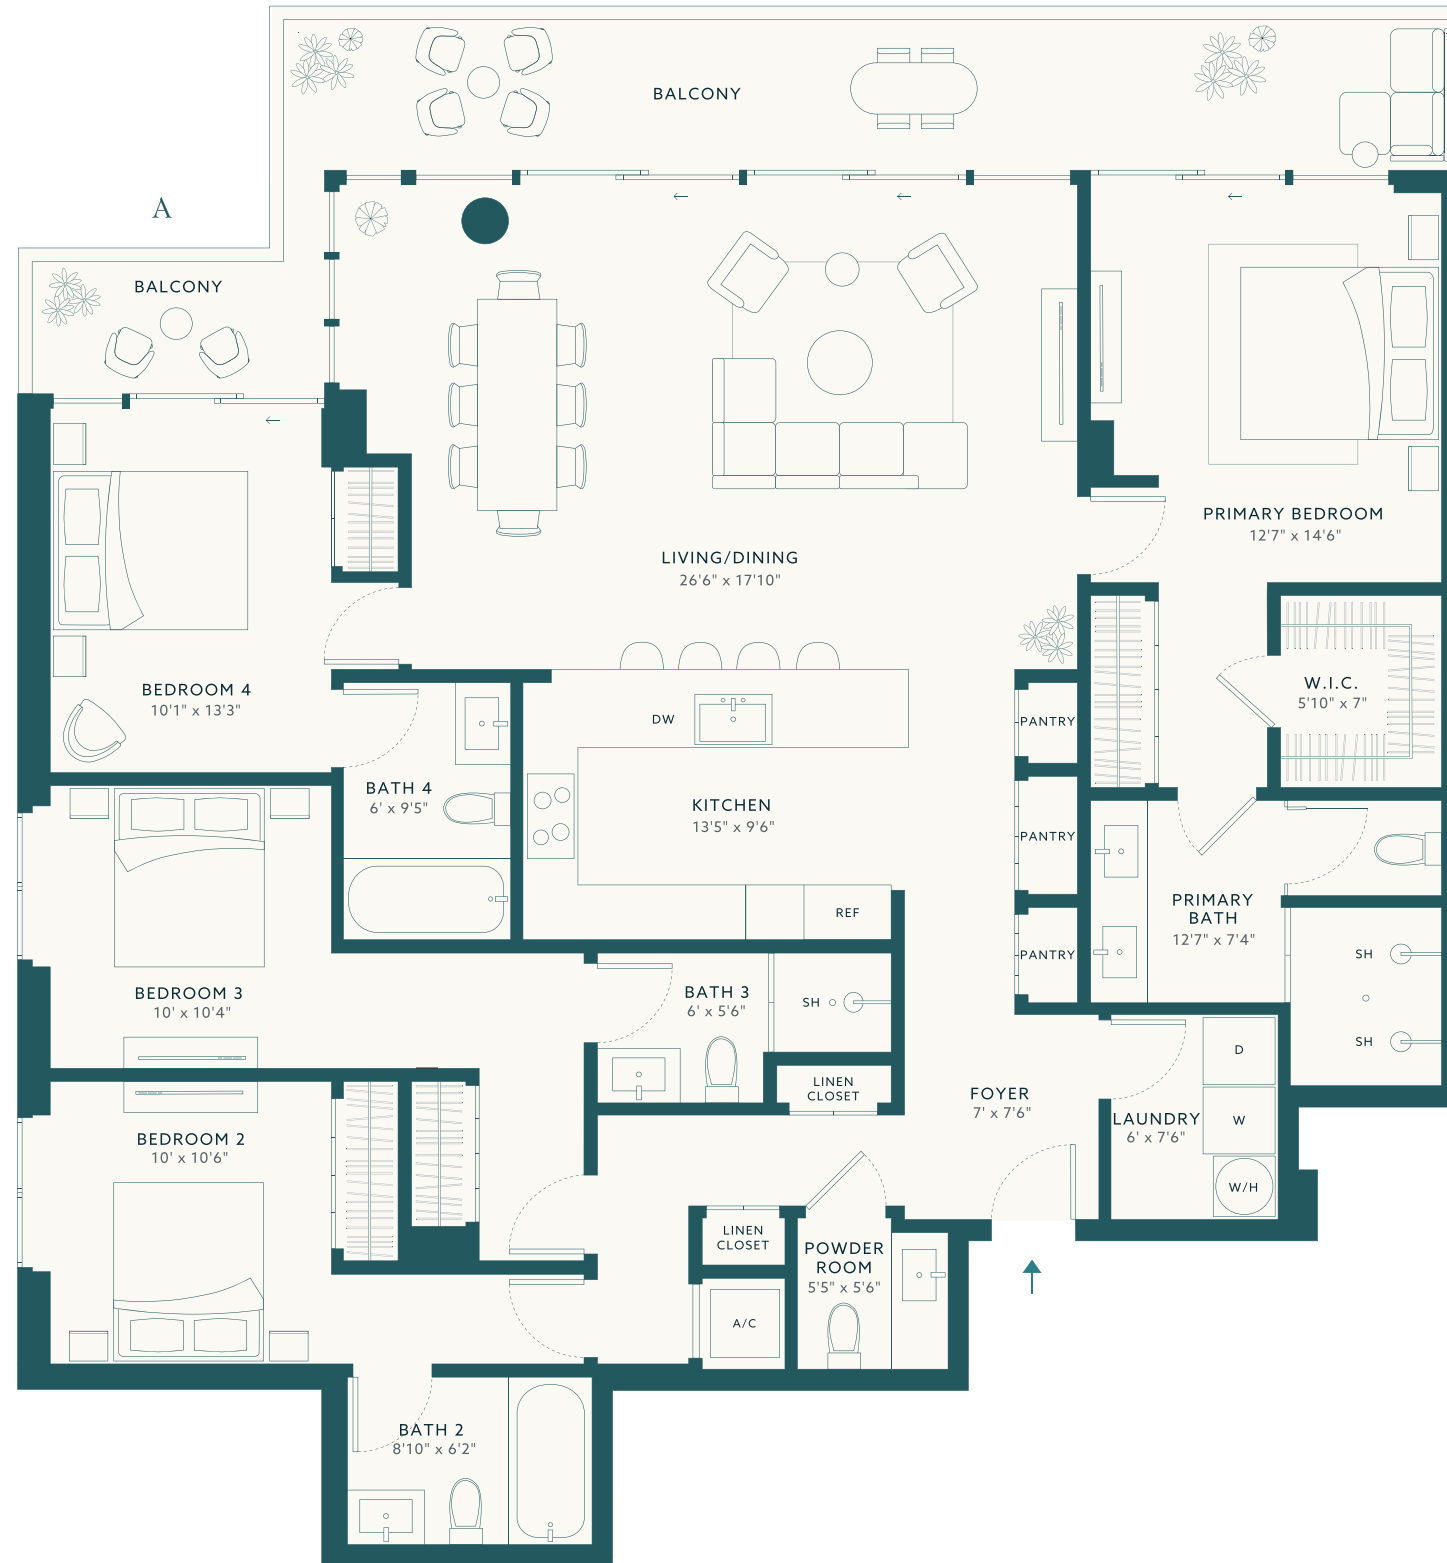 BALCONY
A
BALCONY
PRIMARY BEDROOM
12'7" x 14'6"
LIVING/DINING
26'6" x 17'10"
BEDROOM 4
10'1" x 13'3"
W.I.C.
5'10" x 7"
DW
PANTRY
BATH 4
6' x 9'5"
KITCHEN
13'5" x 9'6"
PANTRY
REF
PRIMARY
BATH
12'7" x 7'4"
PANTRY
SH
BEDROOM 3
10' x 10'4"
BATH 3
6' x 5'6"
SH
SH
D
LINEN
CLOSET
FOYER
7' x 7'6"
LAUNDRY
6' x 7'6"
W
BEDROOM 2
10' x 10'6"
W/H
LINEN
CLOSET
POWDER
ROOM
5'5" x 5'6"
A/C
BATH 2
8'10" x 6'2"